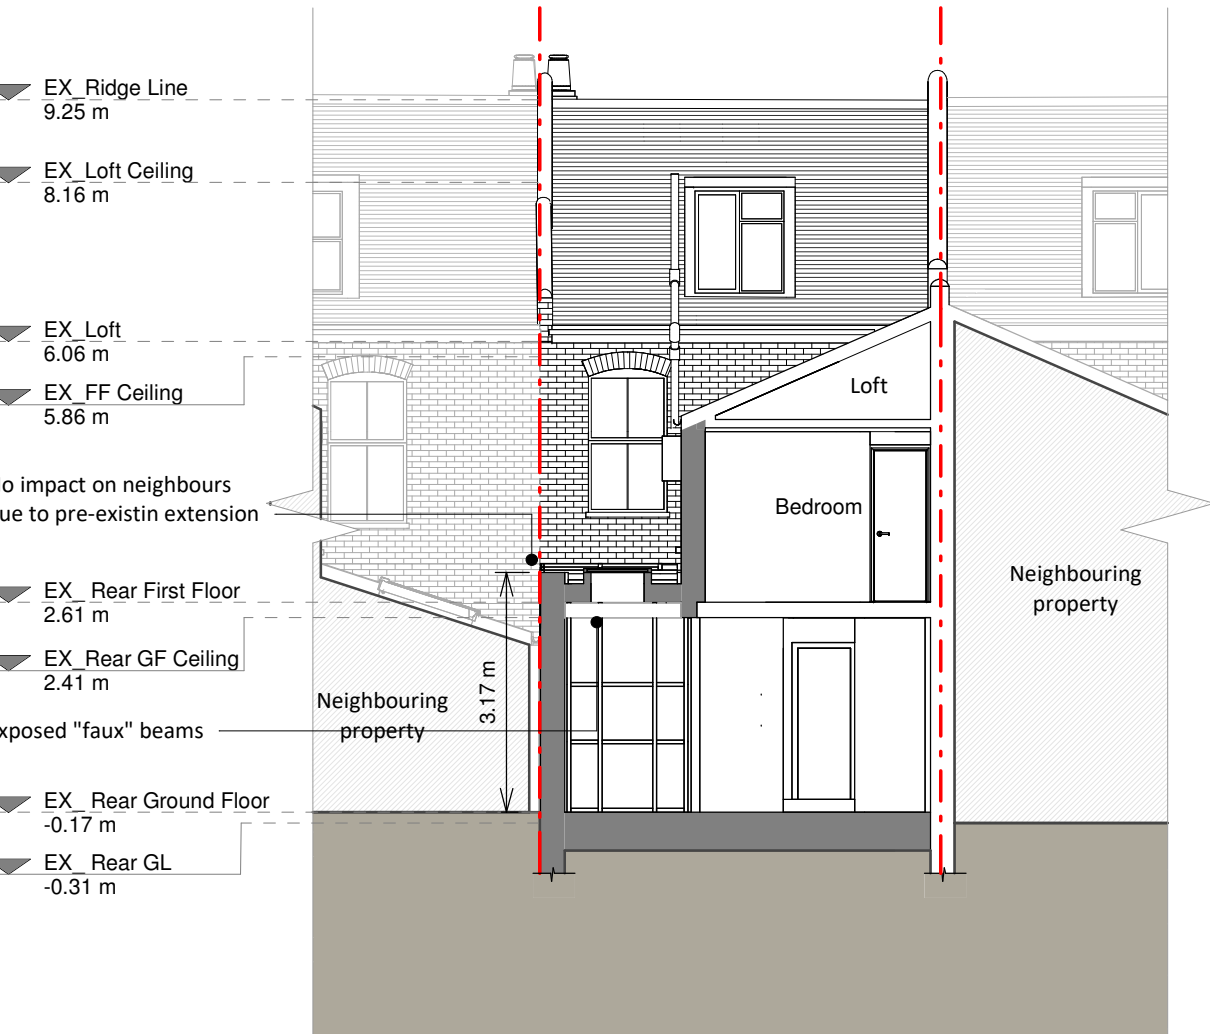 EX_Ridge Line
9.25 m
EX_Loft Ceiling
8.16 m
EX_Loft
6.06 m
EX_FF Ceiling
5.86 m
Loft
Bedroom
o impact on neighbours
ue to pre-existin extension
EX_ Rear First Floor
2.61 m
EX_Rear GF Ceiling
2.41 m
Neighbouring
property
Neighbouring
property
3.17 m
xposed "faux" beams
EX_ Rear Ground Floor
-0.17 m
EX_ Rear GL
-0.31 m